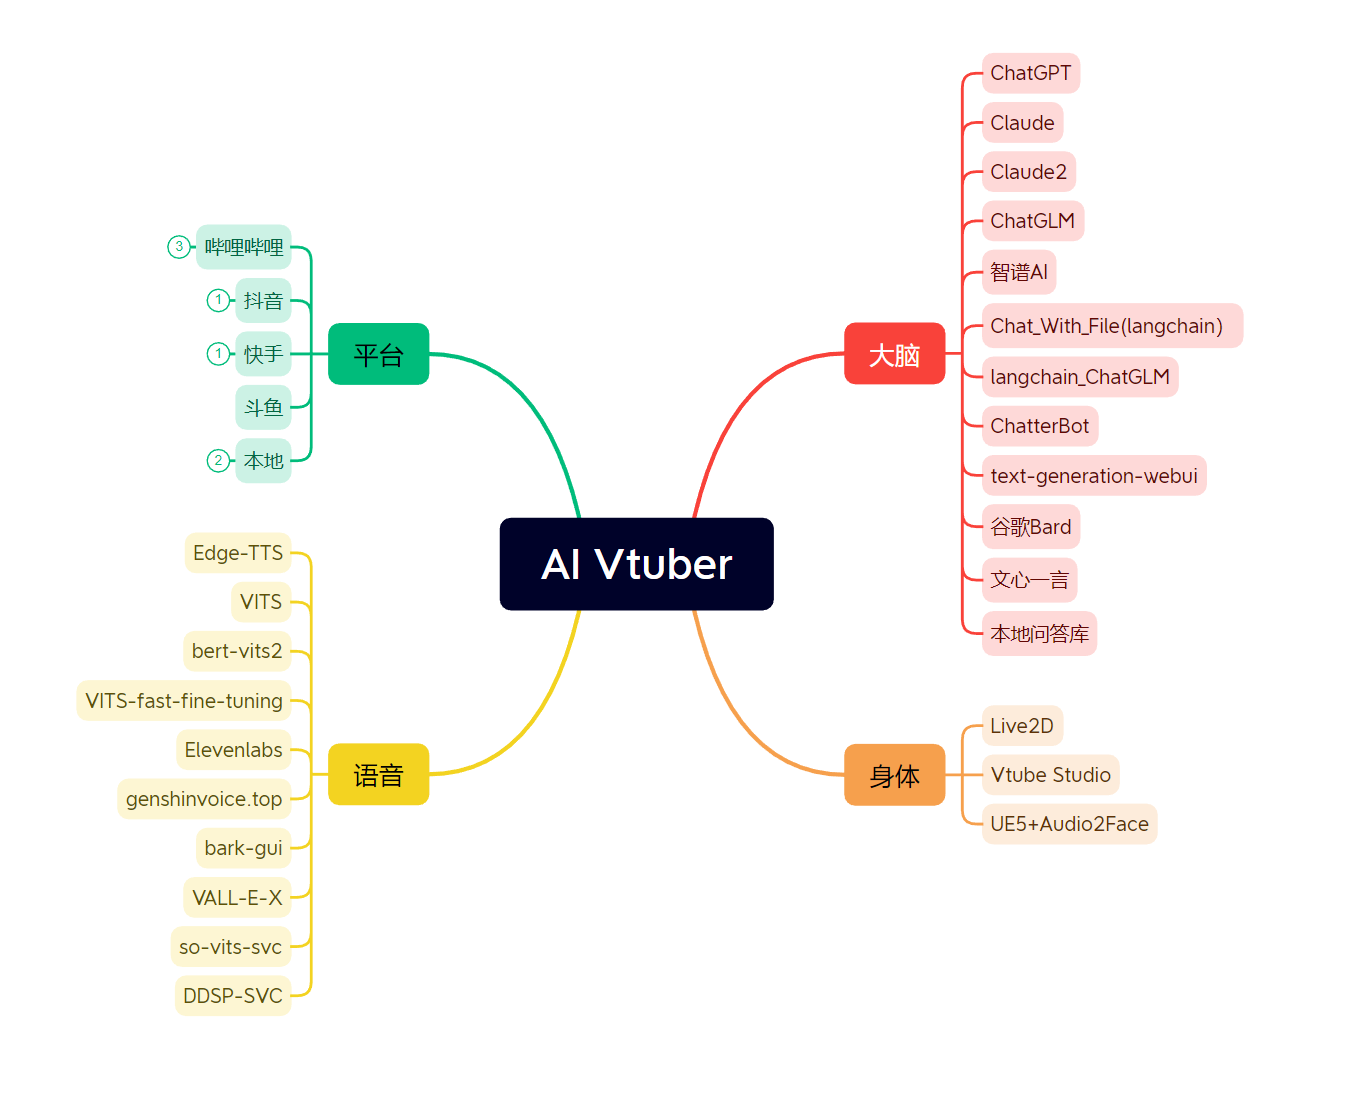 AI Vtuber
大脑
ChatGPT
Claude
Claude2
ChatGLM
智谱AI
Chat_With_File(langchain)
langchain_ChatGLM
ChatterBot
text-generation-webui
谷歌Bard
文心一言
本地问答库
身体
Live2D
Vtube Studio
UE5+Audio2Face
平台
哔哩哔哩
3
抖音
1
快手
1
斗鱼
本地
2
语音
Edge-TTS
VITS
bert-vits2
VITS-fast-fine-tuning
Elevenlabs
genshinvoice.top
bark-gui
VALL-E-X
so-vits-svc
DDSP-SVC